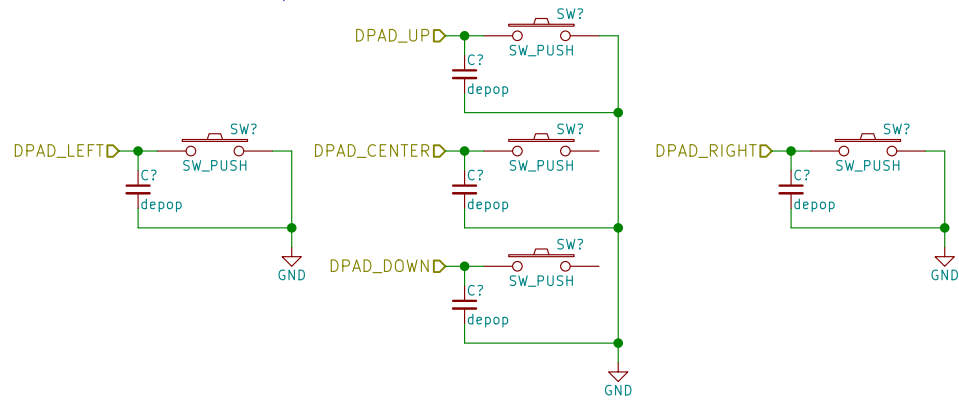 DPAD_UP
SW?
SW_PUSH
C?
depop
DPAD_LEFT
SW?
SW_PUSH
C?
depop
GND
DPAD_CENTER
SW?
SW_PUSH
C?
depop
DPAD_RIGHT
SW?
SW_PUSH
C?
depop
GND
DPAD_DOWN
SW?
SW_PUSH
C?
depop
GND